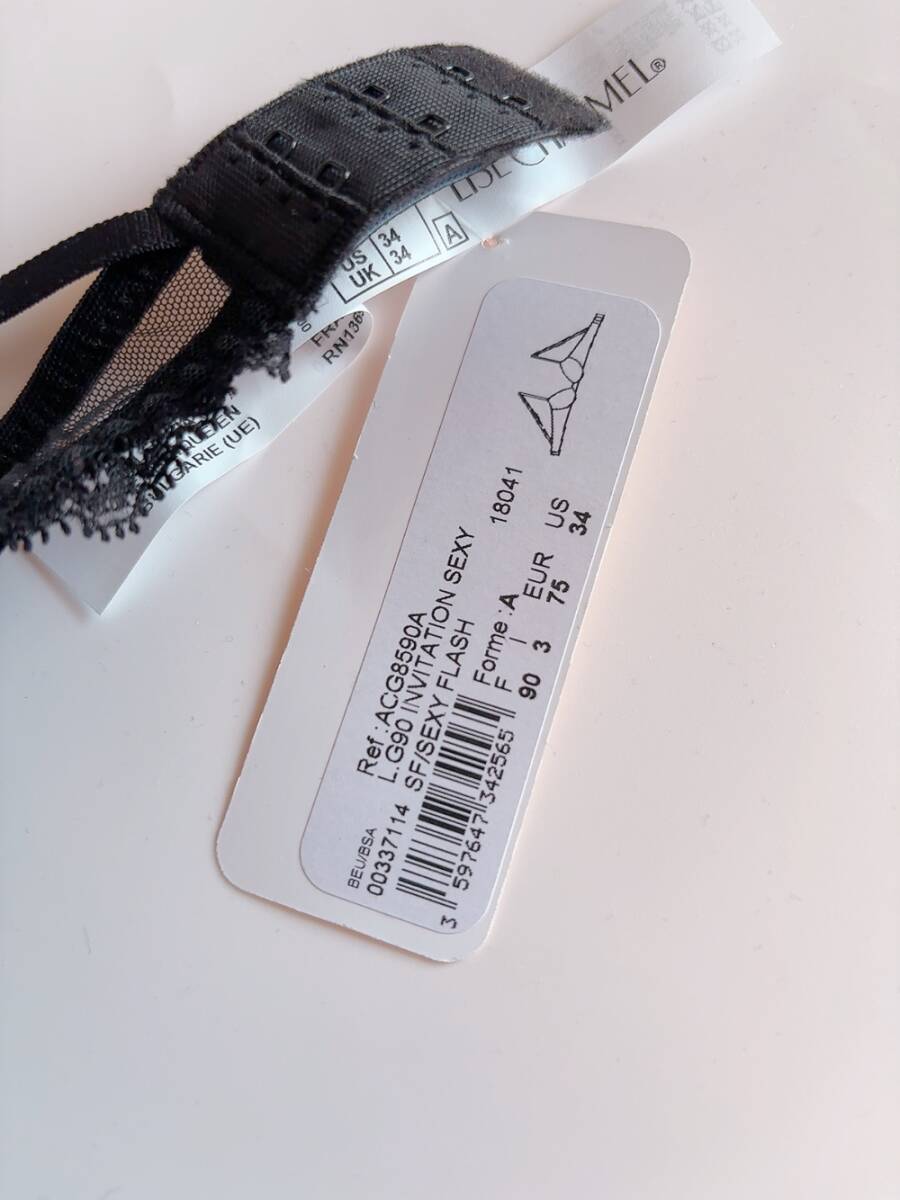 LISE CHARMEL®
US 34
UK 34
A
RN136
BULGARIE (UE)
Ref : ACG8590A
L.G90 INVITATION SEXY
00337114 SF/SEXY FLASH
BEU/BSA
18041
Forme : A
F I EUR US
90 3 75 34
3 597647 342565